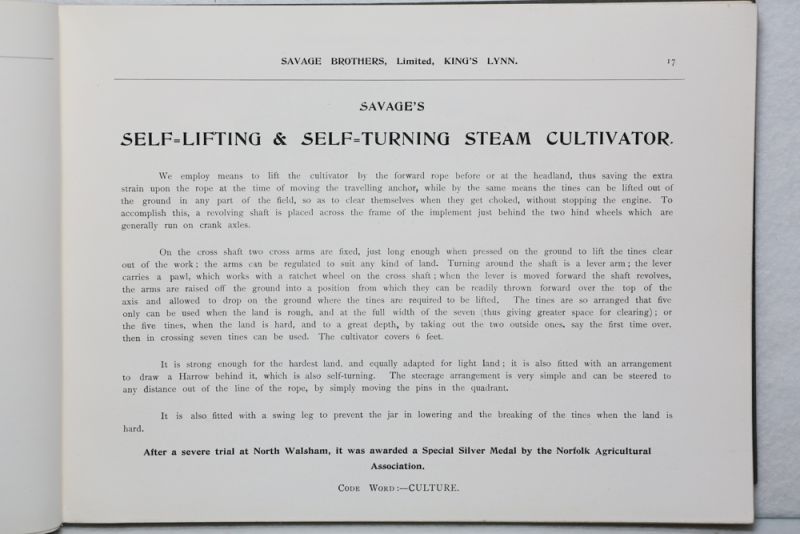 SAVAGE BROTHERS, Limited, KING'S LYNN.
17
SAVAGE'S
SELF=LIFTING & SELF=TURNING STEAM CULTIVATOR.
We employ means to lift the cultivator by the forward rope before or at the headland, thus saving the extra
strain upon the rope at the time of moving the travelling anchor, while by the same means the tines can be lifted out of
the ground in any part of the field, so as to clear themselves when they get choked, without stopping the engine. To
accomplish this, a revolving shaft is placed across the frame of the implement just behind the two hind wheels which are
generally run on crank axles.
On the cross shaft two cross arms are fixed, just long enough when pressed on the ground to lift the tines clear
out of the work; the arms can be regulated to suit any kind of land. Turning around the shaft is a lever arm; the lever
carries a pawl, which works with a ratchet wheel on the cross shaft; when the lever is moved forward the shaft revolves,
the arms are raised off the ground into a position from which they can be readily thrown forward over the top of the
axis and allowed to drop on the ground where the tines are required to be lifted. The tines are so arranged that five
only can be used when the land is rough, and at the full width of the seven (thus giving greater space for clearing); or
the five tines, when the land is hard, and to a great depth, by taking out the two outside ones, say the first time over,
then in crossing seven tines can be used. The cultivator covers 6 feet.
It is strong enough for the hardest land, and equally adapted for light land; it is also fitted with an arrangement
to draw a Harrow behind it, which is also self-turning. The steerage arrangement is very simple and can be steered to
any distance out of the line of the rope, by simply moving the pins in the quadrant.
It is also fitted with a swing leg to prevent the jar in lowering and the breaking of the tines when the land is
hard.
After a severe trial at North Walsham, it was awarded a Special Silver Medal by the Norfolk Agricultural
Association.
CODE WORD:—CULTURE.